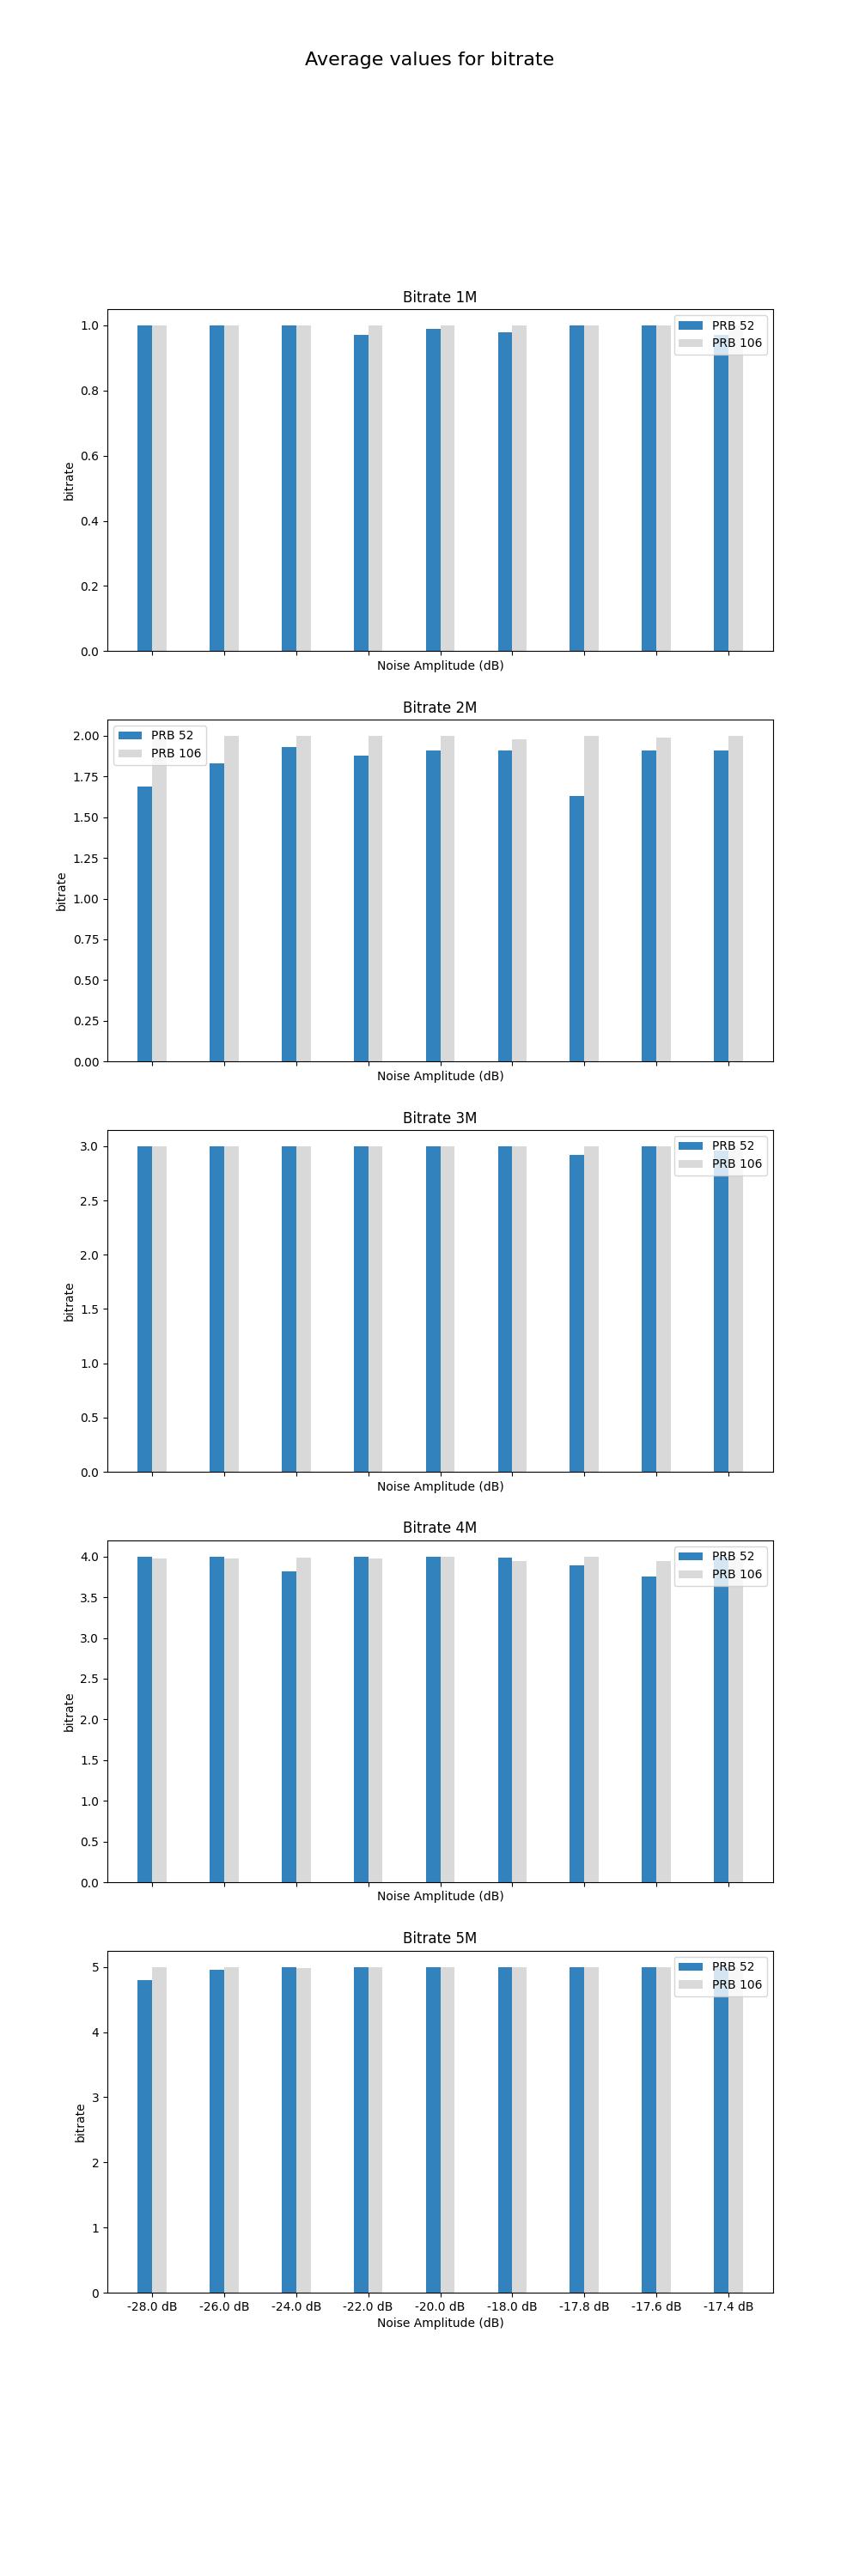 Average values for bitrate
Bitrate 1M
1.0
0.8
0.6
0.4
0.2
0.0
bitrate
PRB 52
PRB 106
Noise Amplitude (dB)
Bitrate 2M
2.00
1.75
1.50
1.25
1.00
0.75
0.50
0.25
0.00
bitrate
PRB 52
PRB 106
Noise Amplitude (dB)
Bitrate 3M
3.0
2.5
2.0
1.5
1.0
0.5
0.0
bitrate
PRB 52
PRB 106
Noise Amplitude (dB)
Bitrate 4M
4.0
3.5
3.0
2.5
2.0
1.5
1.0
0.5
0.0
bitrate
PRB 52
PRB 106
Noise Amplitude (dB)
Bitrate 5M
5
4
3
2
1
0
bitrate
PRB 52
PRB 106
-28.0 dB -26.0 dB -24.0 dB -22.0 dB -20.0 dB -18.0 dB -17.8 dB -17.6 dB -17.4 dB
Noise Amplitude (dB)